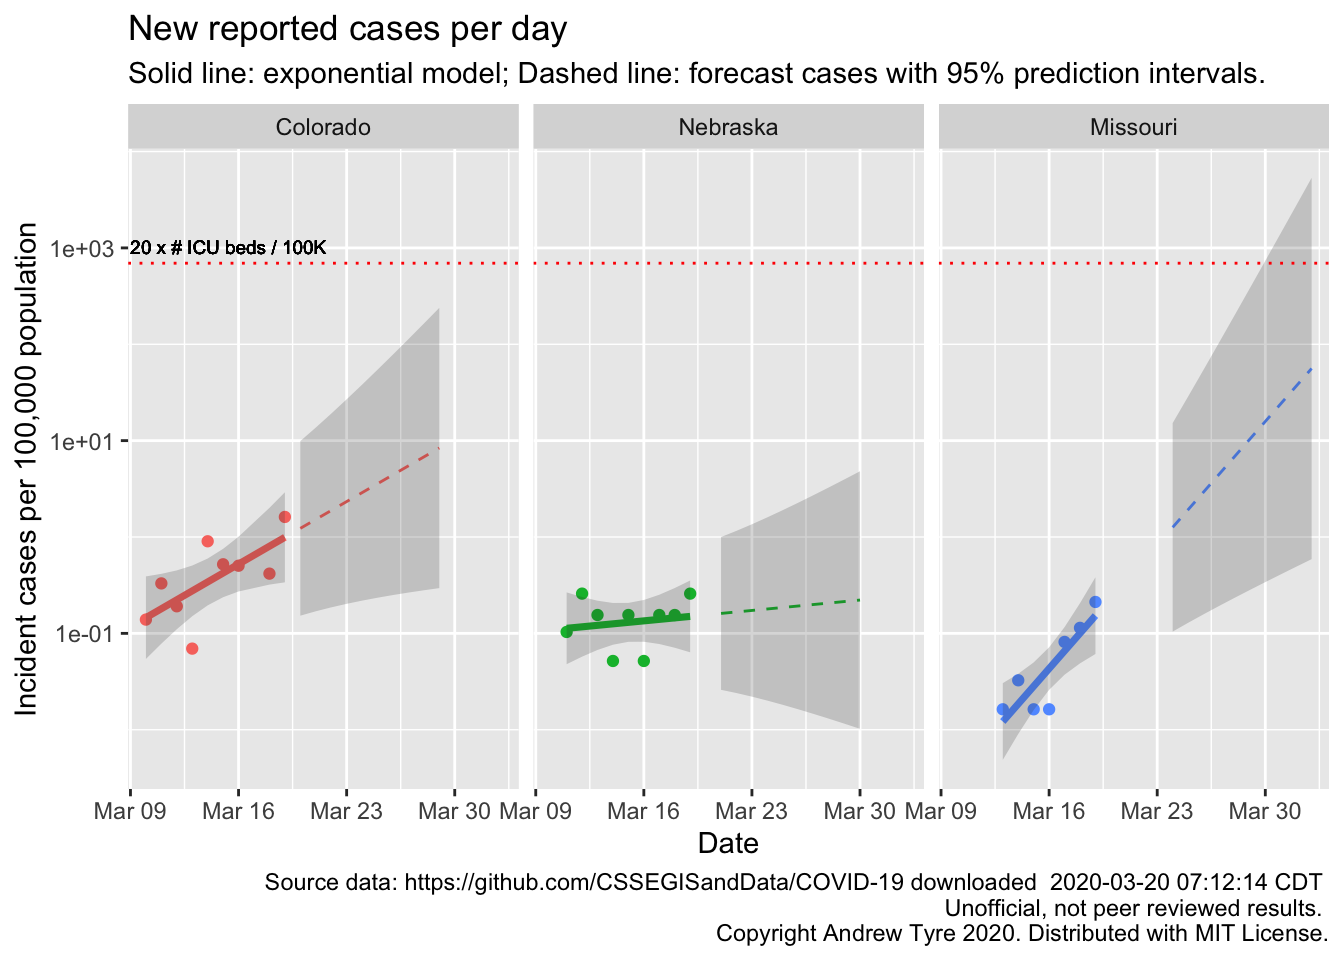 New reported cases per day
Solid line: exponential model; Dashed line: forecast cases with 95% prediction intervals.
Colorado
Nebraska
Missouri
Incident cases per 100,000 population
1e+03
1e+01
1e-01
20 x # ICU beds / 100K
Mar 09 Mar 16 Mar 23 Mar 30
Mar 09 Mar 16 Mar 23 Mar 30
Mar 09 Mar 16 Mar 23 Mar 30
Date
Source data: https://github.com/CSSEGISandData/COVID-19 downloaded  2020-03-20 07:12:14 CDT
Unofficial, not peer reviewed results.
Copyright Andrew Tyre 2020. Distributed with MIT License.